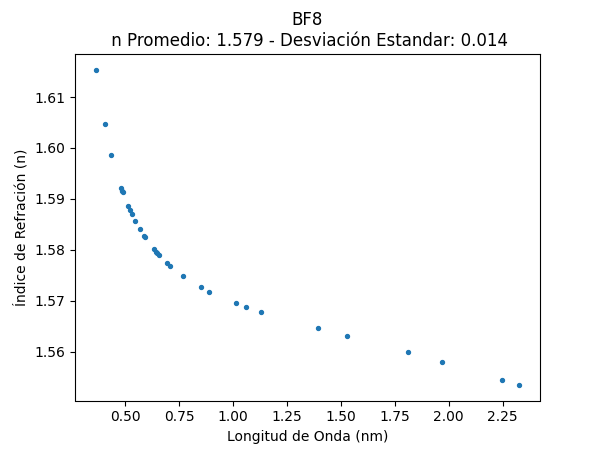 BF8
n Promedio: 1.579 - Desviación Estandar: 0.014
1.61
1.60
1.59
1.58
1.57
1.56
Índice de Refración (n)
0.50 0.75 1.00 1.25 1.50 1.75 2.00 2.25
Longitud de Onda (nm)